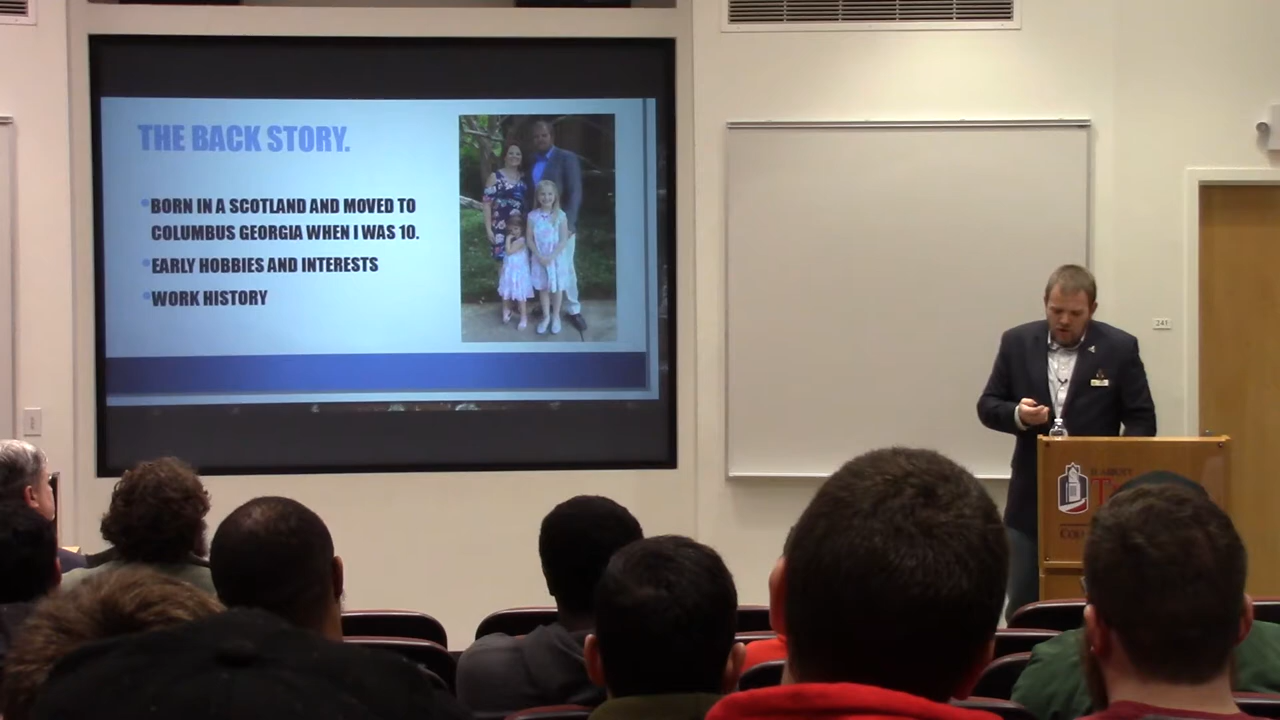 THE BACK STORY.
BORN IN A SCOTLAND AND MOVED TO
COLUMBUS GEORGIA WHEN I WAS 10.
EARLY HOBBIES AND INTERESTS
WORK HISTORY
241